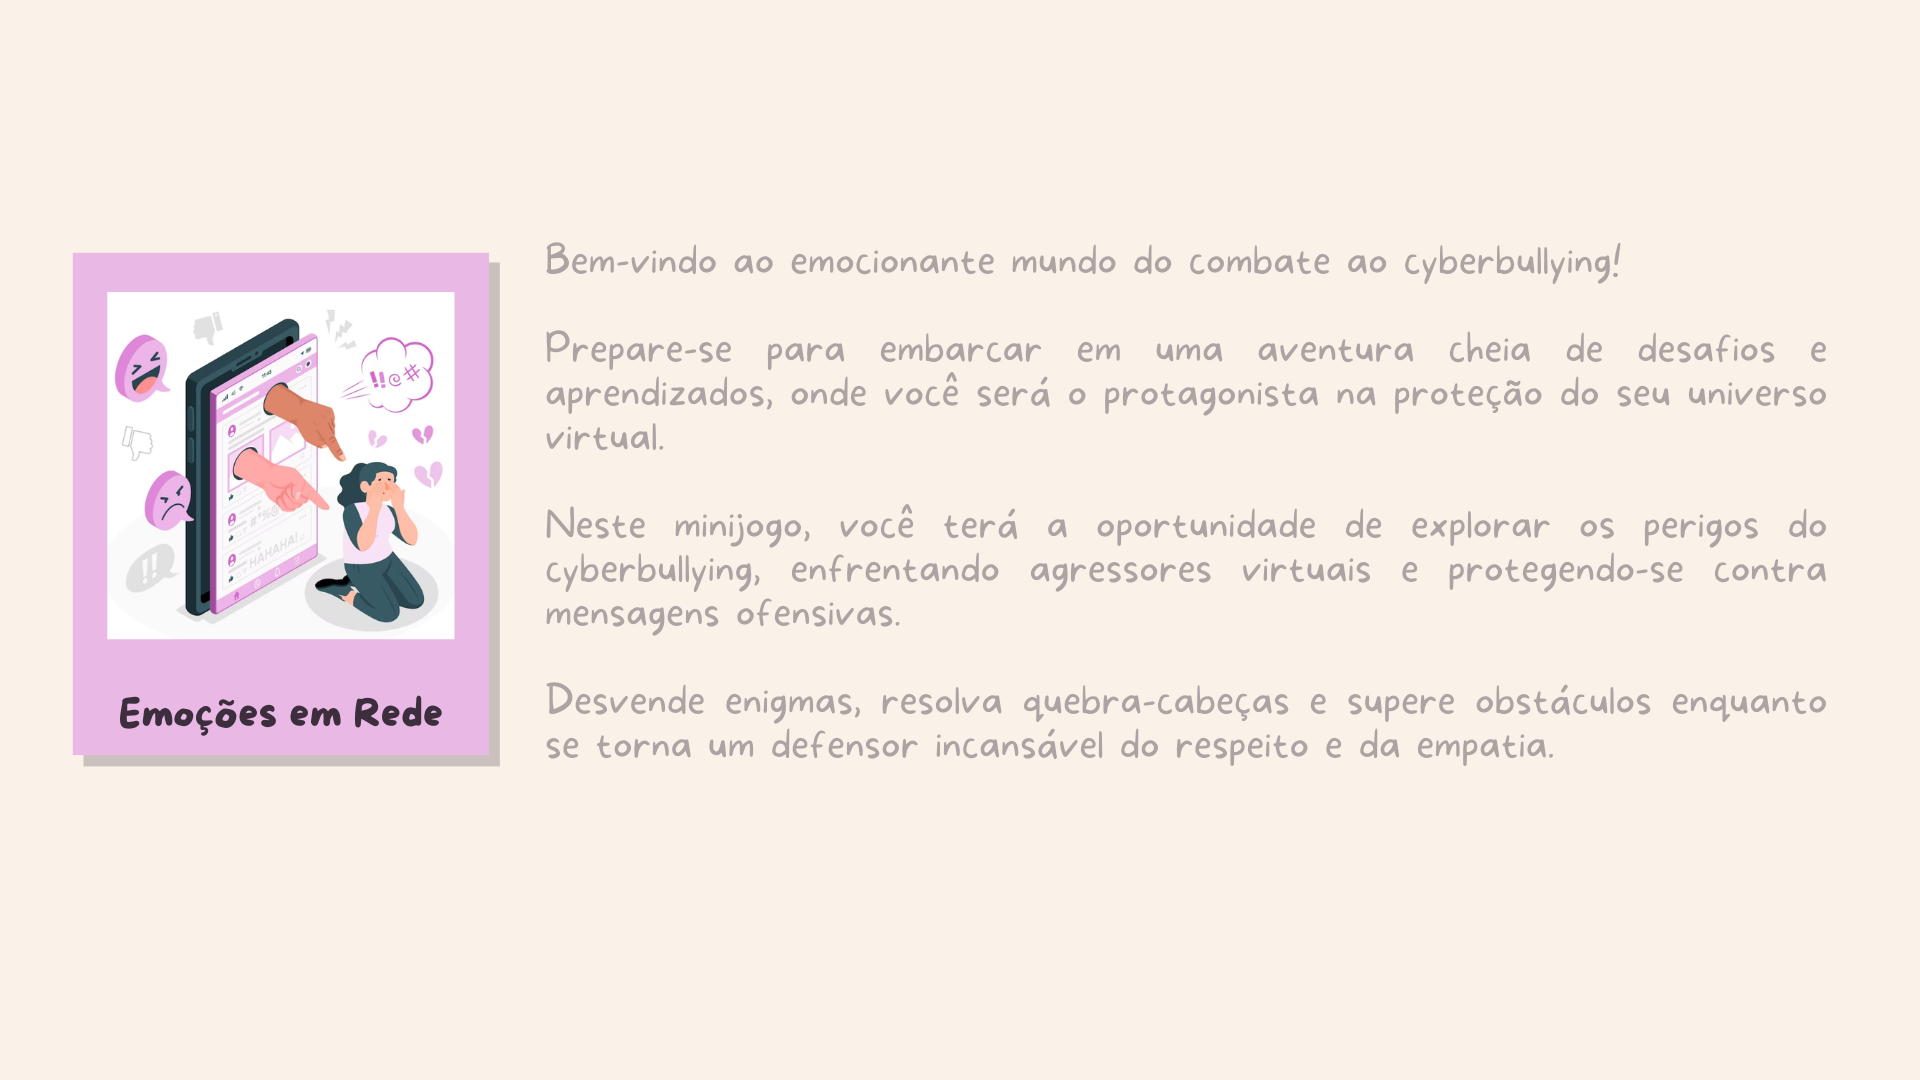 Bem-vindo ao emocionante mundo do combate ao cyberbullying!
Prepare-se para embarcar em uma aventura cheia de desafios e
aprendizados, onde você será o protagonista na proteção do seu universo
virtual.
Neste minijogo, você terá a oportunidade de explorar os perigos do
cyberbullying, enfrentando agressores virtuais e protegendo-se contra
mensagens ofensivas.
Desvende enigmas, resolva quebra-cabeças e supere obstáculos enquanto
se torna um defensor incansável do respeito e da empatia.
!!@#
HAHAHA!
Emoções em Rede